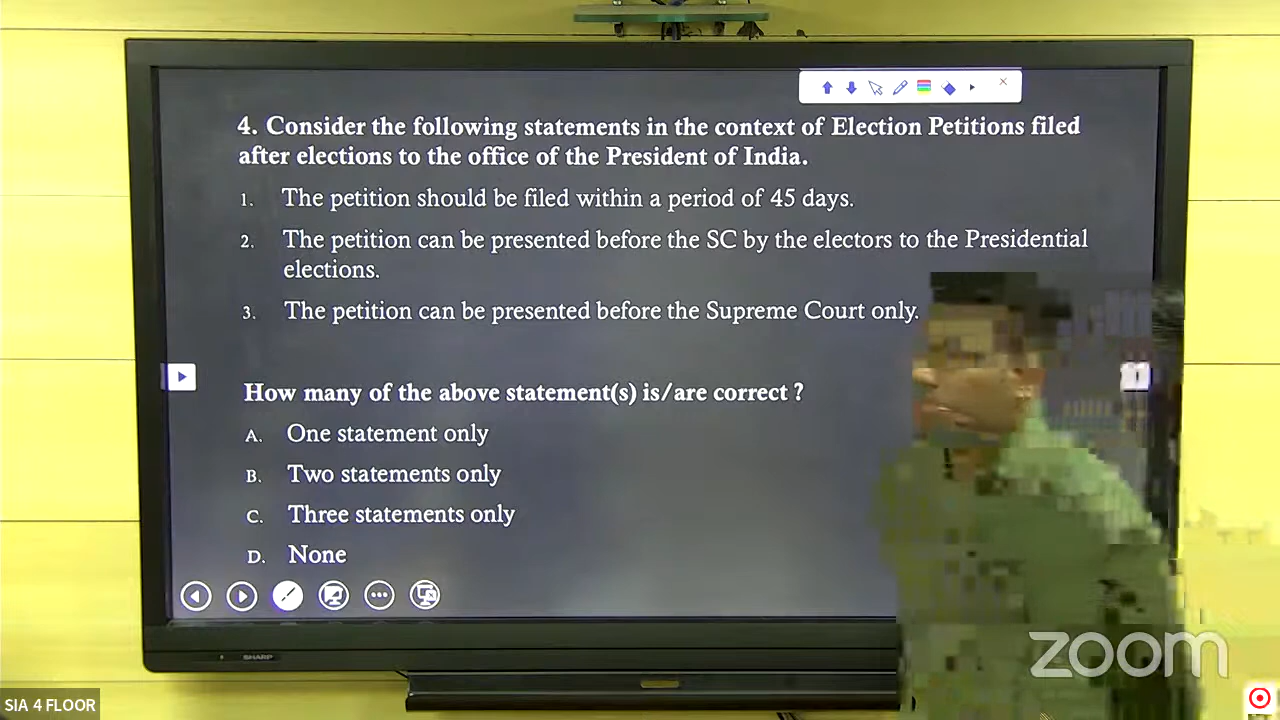 4. Consider the following statements in the context of Election Petitions filed
after elections to the office of the President of India.
1. The petition should be filed within a period of 45 days.
2. The petition can be presented before the SC by the electors to the Presidential
elections.
3. The petition can be presented before the Supreme Court only.
How many of the above statement(s) is/are correct ?
A. One statement only
B. Two statements only
C. Three statements only
D. None
SHARP
zoom
SIA 4 FLOOR